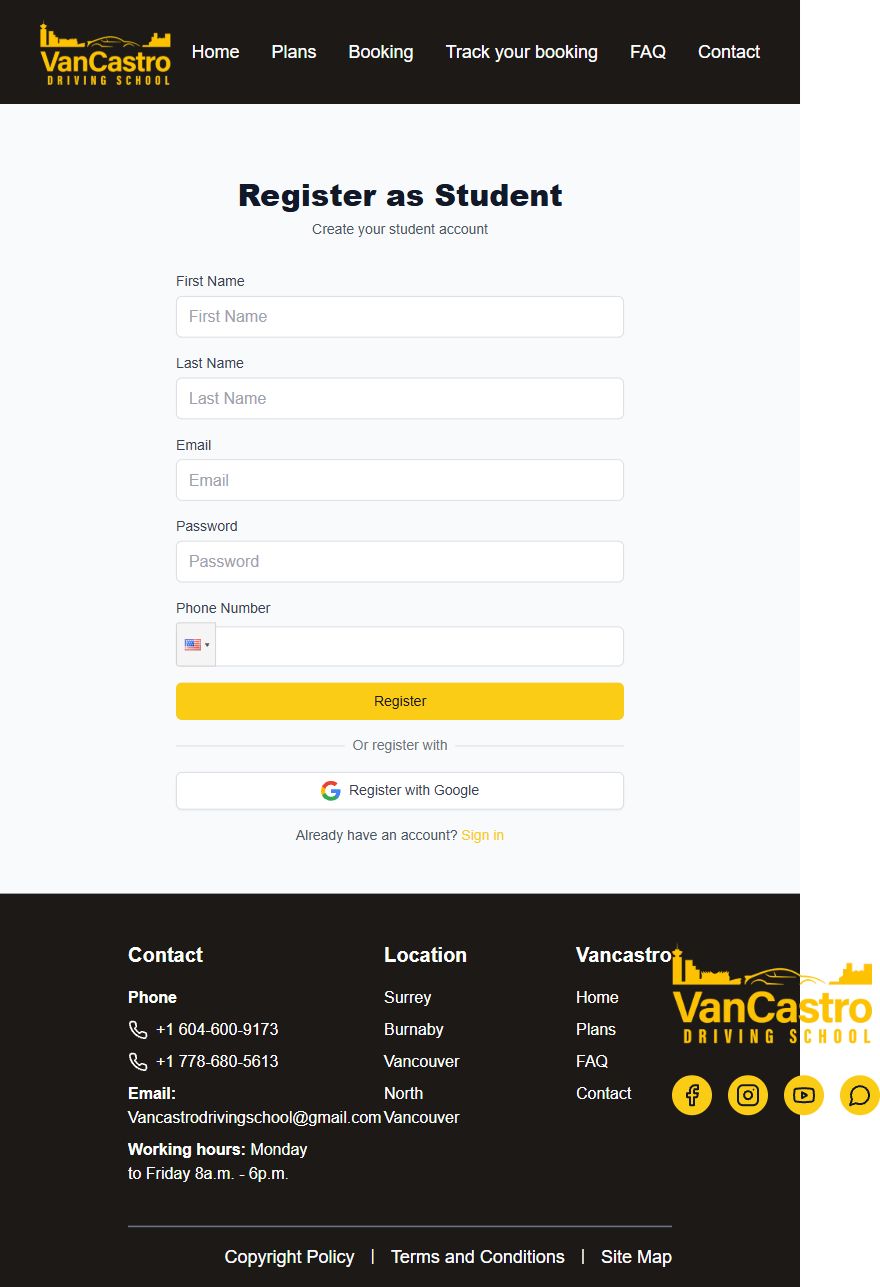 VanCastro
DRIVING SCHOOL
Home Plans Booking Track your booking FAQ Contact
Register as Student
Create your student account
First Name
First Name
Last Name
Last Name
Email
Email
Password
Password
Phone Number
Register
Or register with
Register with Google
Already have an account? Sign in
Contact
Phone
+1 604-600-9173
+1 778-680-5613
Email:
Vancastrodrivingschool@gmail.com
Working hours: Monday
to Friday 8a.m. - 6p.m.
Location
Surrey
Burnaby
Vancouver
North
Vancouver
Vancastro
Home
Plans
FAQ
Contact
VanCastro
DRIVING SCHOOL
Copyright Policy | Terms and Conditions | Site Map